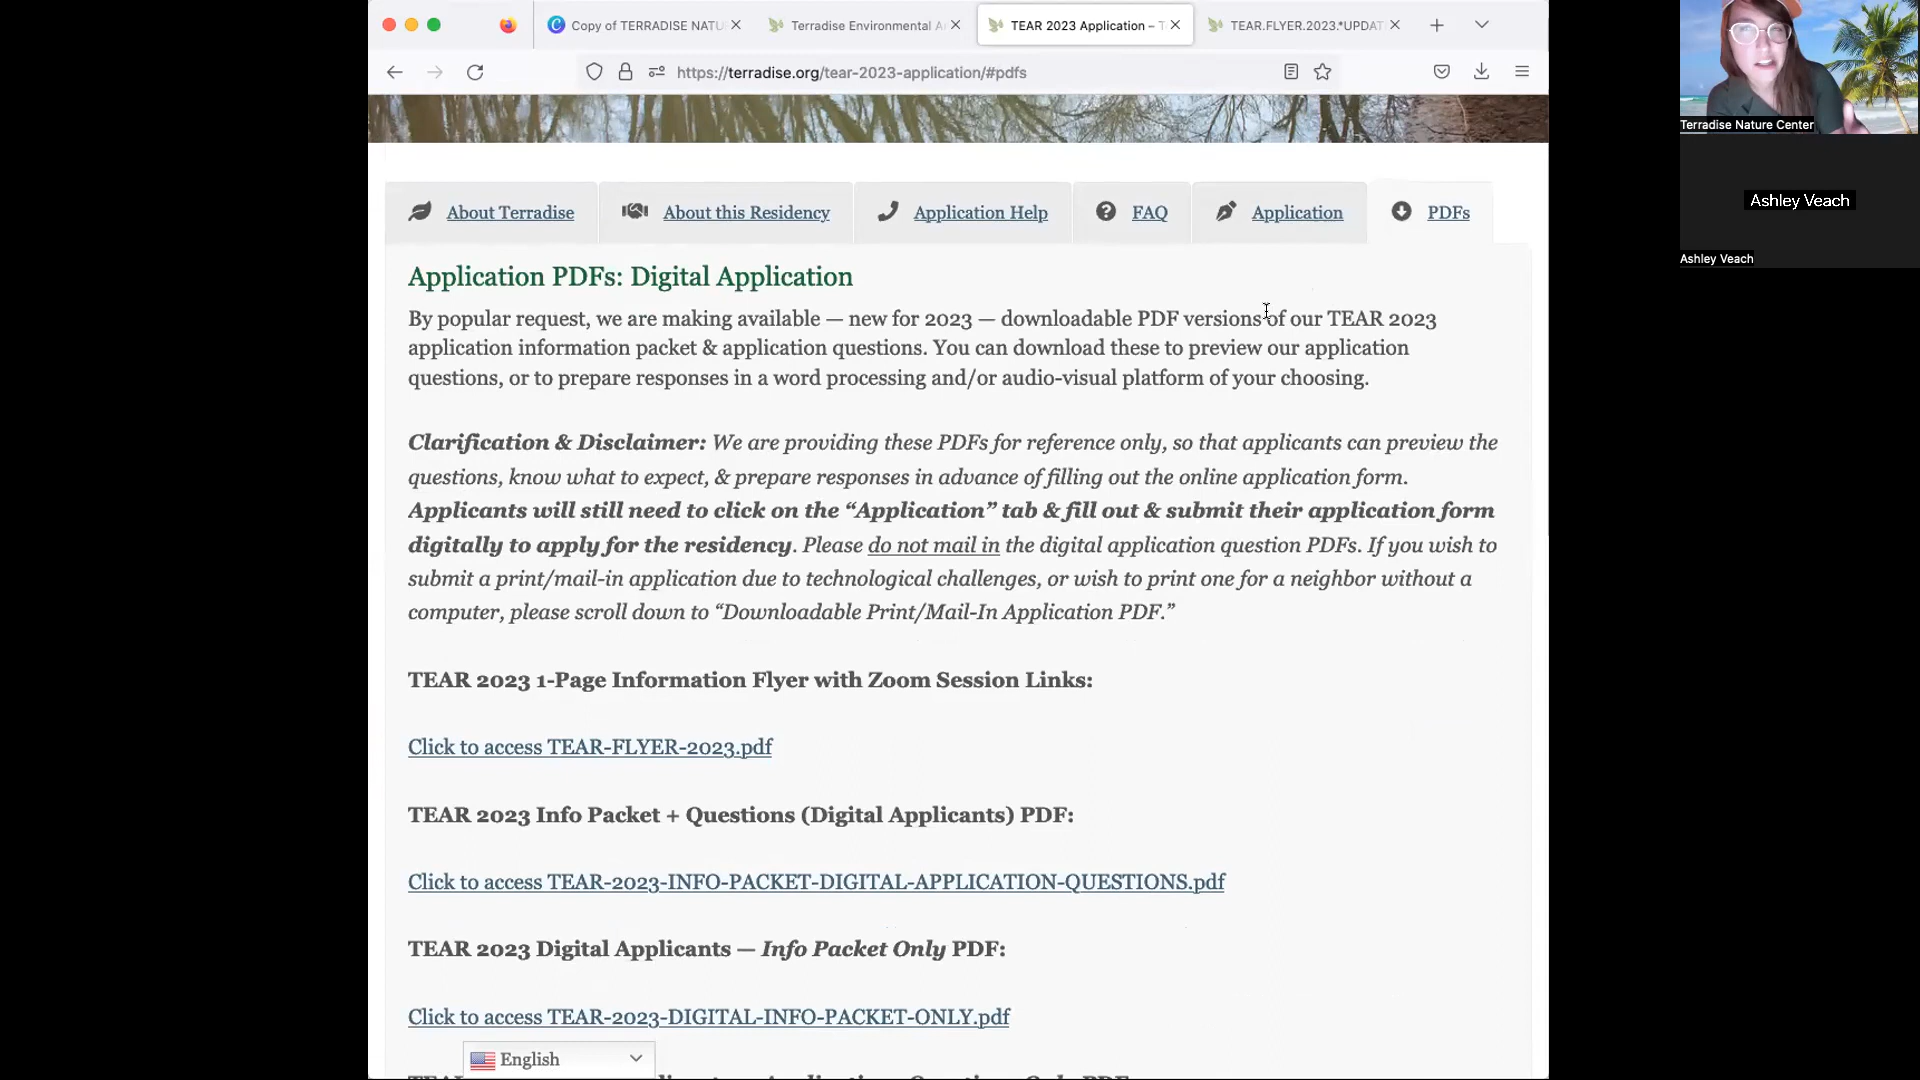 Copy of TERRADISE NATU
Terradise Environmental A
TEAR 2023 Application –
TEAR.FLYER.2023.*UPDAT
https://terradise.org/tear-2023-application/#pdfs
Terradise Nature Center
Ashley Veach
Ashley Veach
About Terradise
About this Residency
Application Help
FAQ
Application
PDFs
Application PDFs: Digital Application
By popular request, we are making available — new for 2023 — downloadable PDF versions of our TEAR 2023
application information packet & application questions. You can download these to preview our application
questions, or to prepare responses in a word processing and/or audio-visual platform of your choosing.
Clarification & Disclaimer: We are providing these PDFs for reference only, so that applicants can preview the
questions, know what to expect, & prepare responses in advance of filling out the online application form.
Applicants will still need to click on the “Application” tab & fill out & submit their application form
digitally to apply for the residency. Please do not mail in the digital application question PDFs. If you wish to
submit a print/mail-in application due to technological challenges, or wish to print one for a neighbor without a
computer, please scroll down to “Downloadable Print/Mail-In Application PDF.”
TEAR 2023 1-Page Information Flyer with Zoom Session Links:
Click to access TEAR-FLYER-2023.pdf
TEAR 2023 Info Packet + Questions (Digital Applicants) PDF:
Click to access TEAR-2023-INFO-PACKET-DIGITAL-APPLICATION-QUESTIONS.pdf
TEAR 2023 Digital Applicants — Info Packet Only PDF:
Click to access TEAR-2023-DIGITAL-INFO-PACKET-ONLY.pdf
English